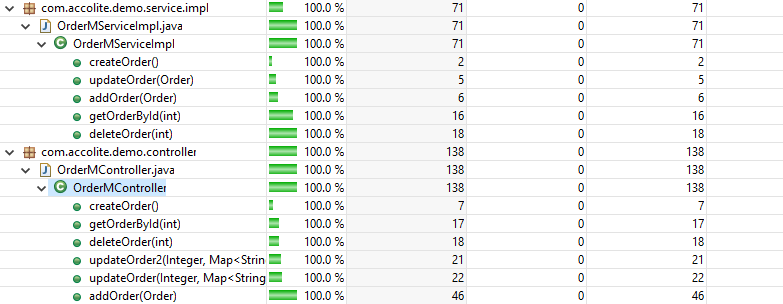 com.accolite.demo.service.impl 100.0 % 71 0 71
J OrderMServiceImpl.java 100.0 % 71 0 71
C OrderMServiceImpl 100.0 % 71 0 71
createOrder() 100.0 % 2 0 2
updateOrder(Order) 100.0 % 5 0 5
addOrder(Order) 100.0 % 6 0 6
getOrderById(int) 100.0 % 16 0 16
deleteOrder(int) 100.0 % 18 0 18
com.accolite.demo.controller 100.0 % 138 0 138
J OrderMController.java 100.0 % 138 0 138
C OrderMController 100.0 % 138 0 138
createOrder() 100.0 % 7 0 7
getOrderById(int) 100.0 % 17 0 17
deleteOrder(int) 100.0 % 18 0 18
updateOrder2(Integer, Map<Strin 100.0 % 21 0 21
updateOrder(Integer, Map<String 100.0 % 22 0 22
addOrder(Order) 100.0 % 46 0 46